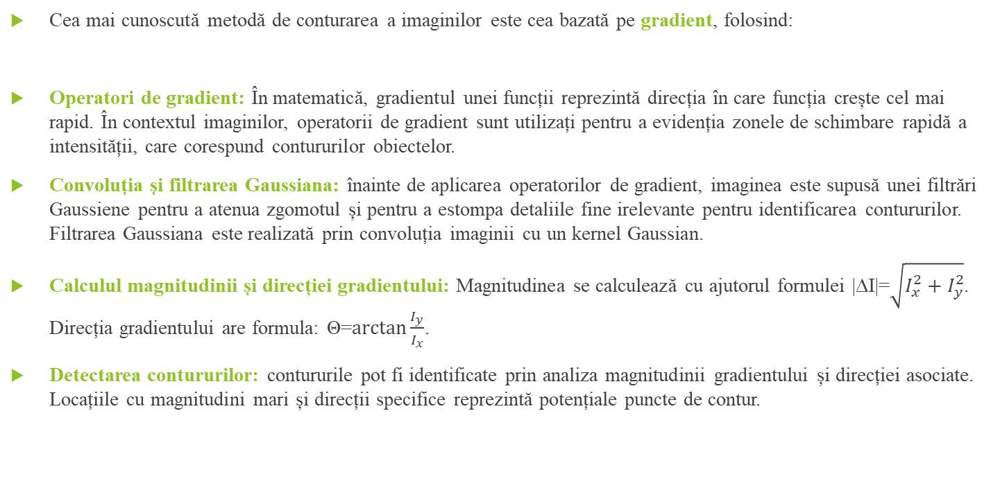 Cea mai cunoscută metodă de conturarea a imaginilor este cea bazată pe gradient, folosind:
Operatori de gradient: În matematică, gradientul unei funcții reprezintă direcția în care funcția crește cel mai
rapid. În contextul imaginilor, operatorii de gradient sunt utilizați pentru a evidenția zonele de schimbare rapidă a
intensității, care corespund contururilor obiectelor.
Convoluția și filtrarea Gaussiana: înainte de aplicarea operatorilor de gradient, imaginea este supusă unei filtrări
Gaussiene pentru a atenua zgomotul și pentru a estompa detaliile fine irelevante pentru identificarea contururilor.
Filtrarea Gaussiana este realizată prin convoluția imaginii cu un kernel Gaussian.
Calculul magnitudinii și direcției gradientului: Magnitudinea se calculează cu ajutorul formulei |ΔI|=√(I_x^2 + I_y^2).
Direcția gradientului are formula: Θ=arctan I_y/I_x.
Detectarea contururilor: contururile pot fi identificate prin analiza magnitudinii gradientului și direcției asociate.
Locațiile cu magnitudini mari și direcții specifice reprezintă potențiale puncte de contur.